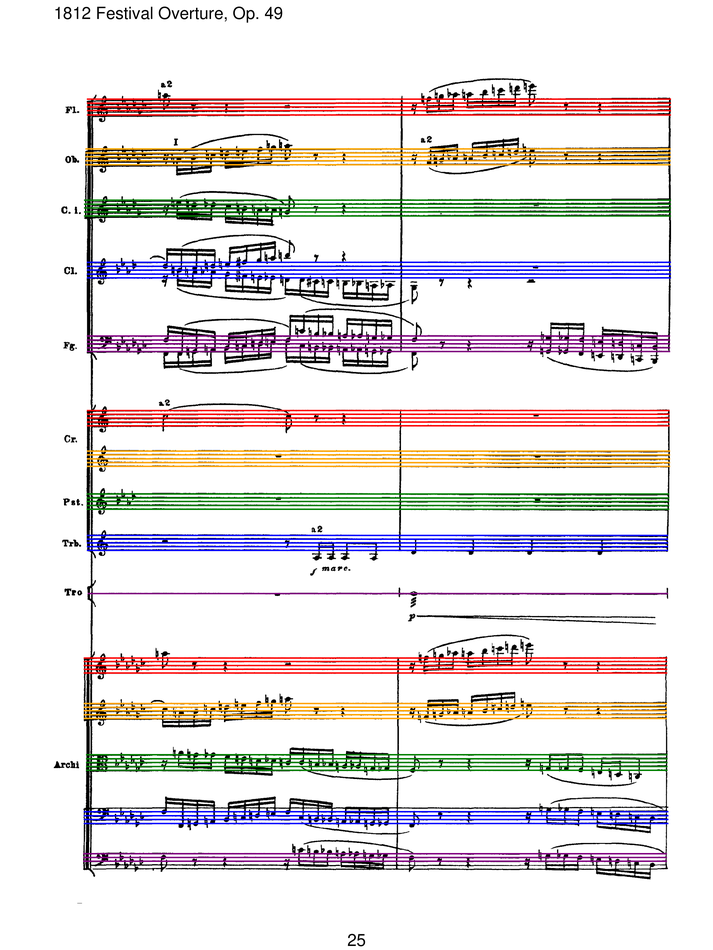 1812 Festival Overture, Op. 49
a2
Fl.
I
a2
Ob.
C. i.
Cl.
Fg.
a2
Cr.
Pst.
a2
Trb.
f marc.
Tro
p
Archi
25